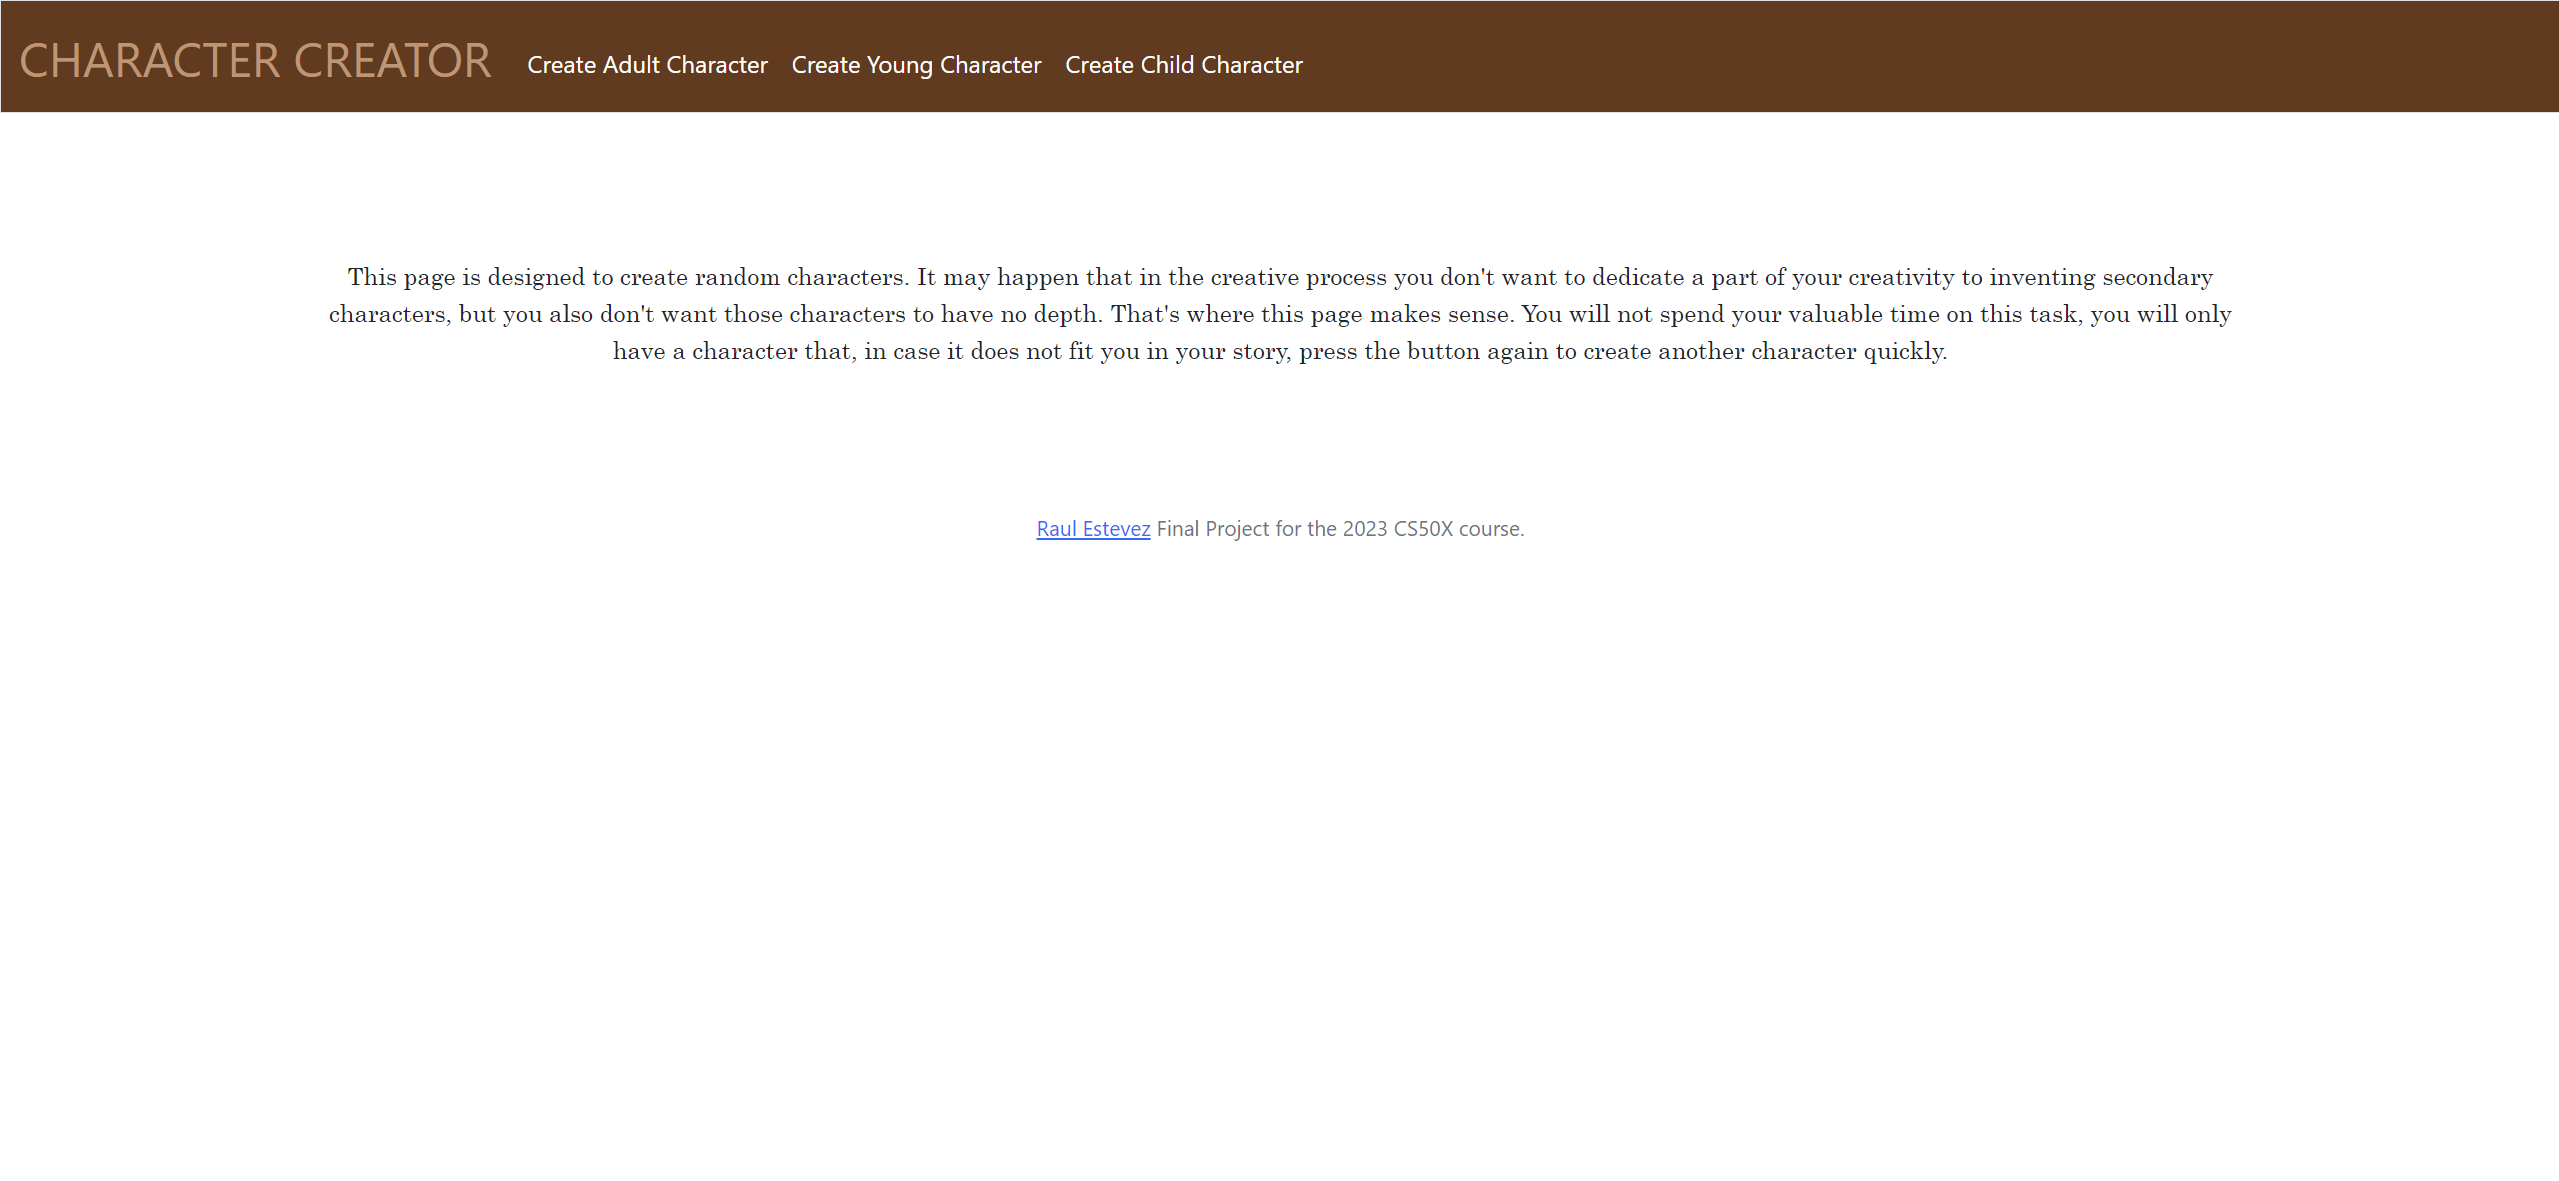 CHARACTER CREATOR Create Adult Character Create Young Character Create Child Character
This page is designed to create random characters. It may happen that in the creative process you don't want to dedicate a part of your creativity to inventing secondary
characters, but you also don't want those characters to have no depth. That's where this page makes sense. You will not spend your valuable time on this task, you will only
have a character that, in case it does not fit you in your story, press the button again to create another character quickly.
Raul Estevez Final Project for the 2023 CS50X course.